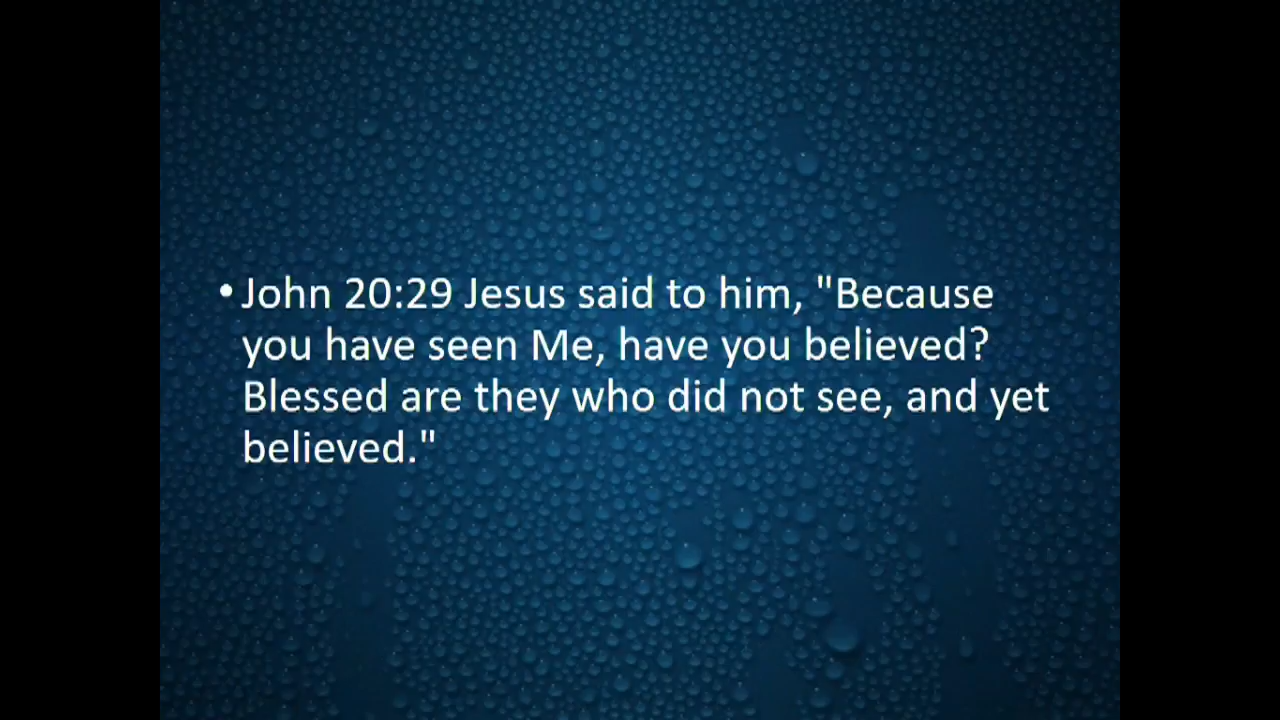 • John 20:29 Jesus said to him, "Because
you have seen Me, have you believed?
Blessed are they who did not see, and yet
believed."